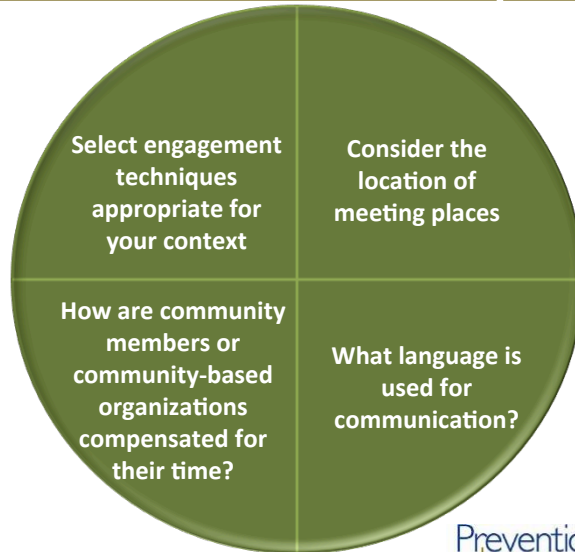 Select engagement
techniques
appropriate for
your context
Consider the
location of
meeting places
How are community
members or
community-based
organizations
compensated for
their time?
What language is
used for
communication?